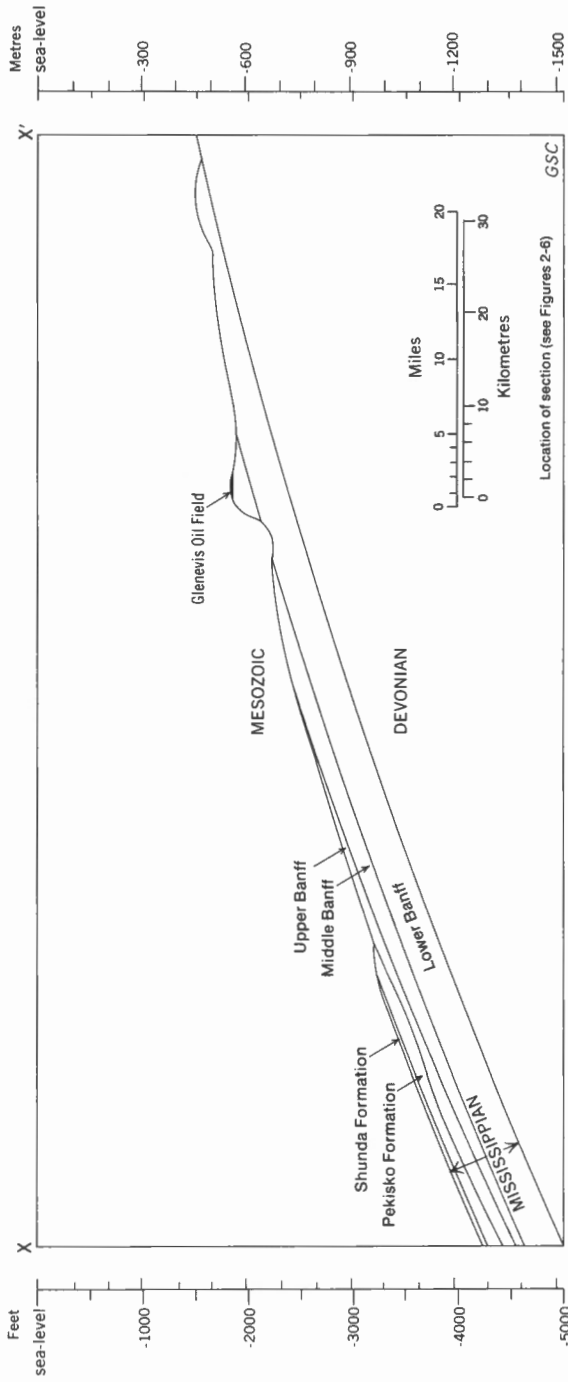 Feet
sea-level
-1000
-2000
-3000
-4000
-5000
X
X'
Metres
sea-level
-300
-600
-900
-1200
-1500
MESOZOIC
Glenevis Oil Field
Upper Banff
Middle Banff
Lower Banff
Shunda Formation
Pekisko Formation
MISSISSIPPIAN
DEVONIAN
Miles
0 5 10 15 20
0 10 20 30
Kilometres
Location of section (see Figures 2-6)
GSC